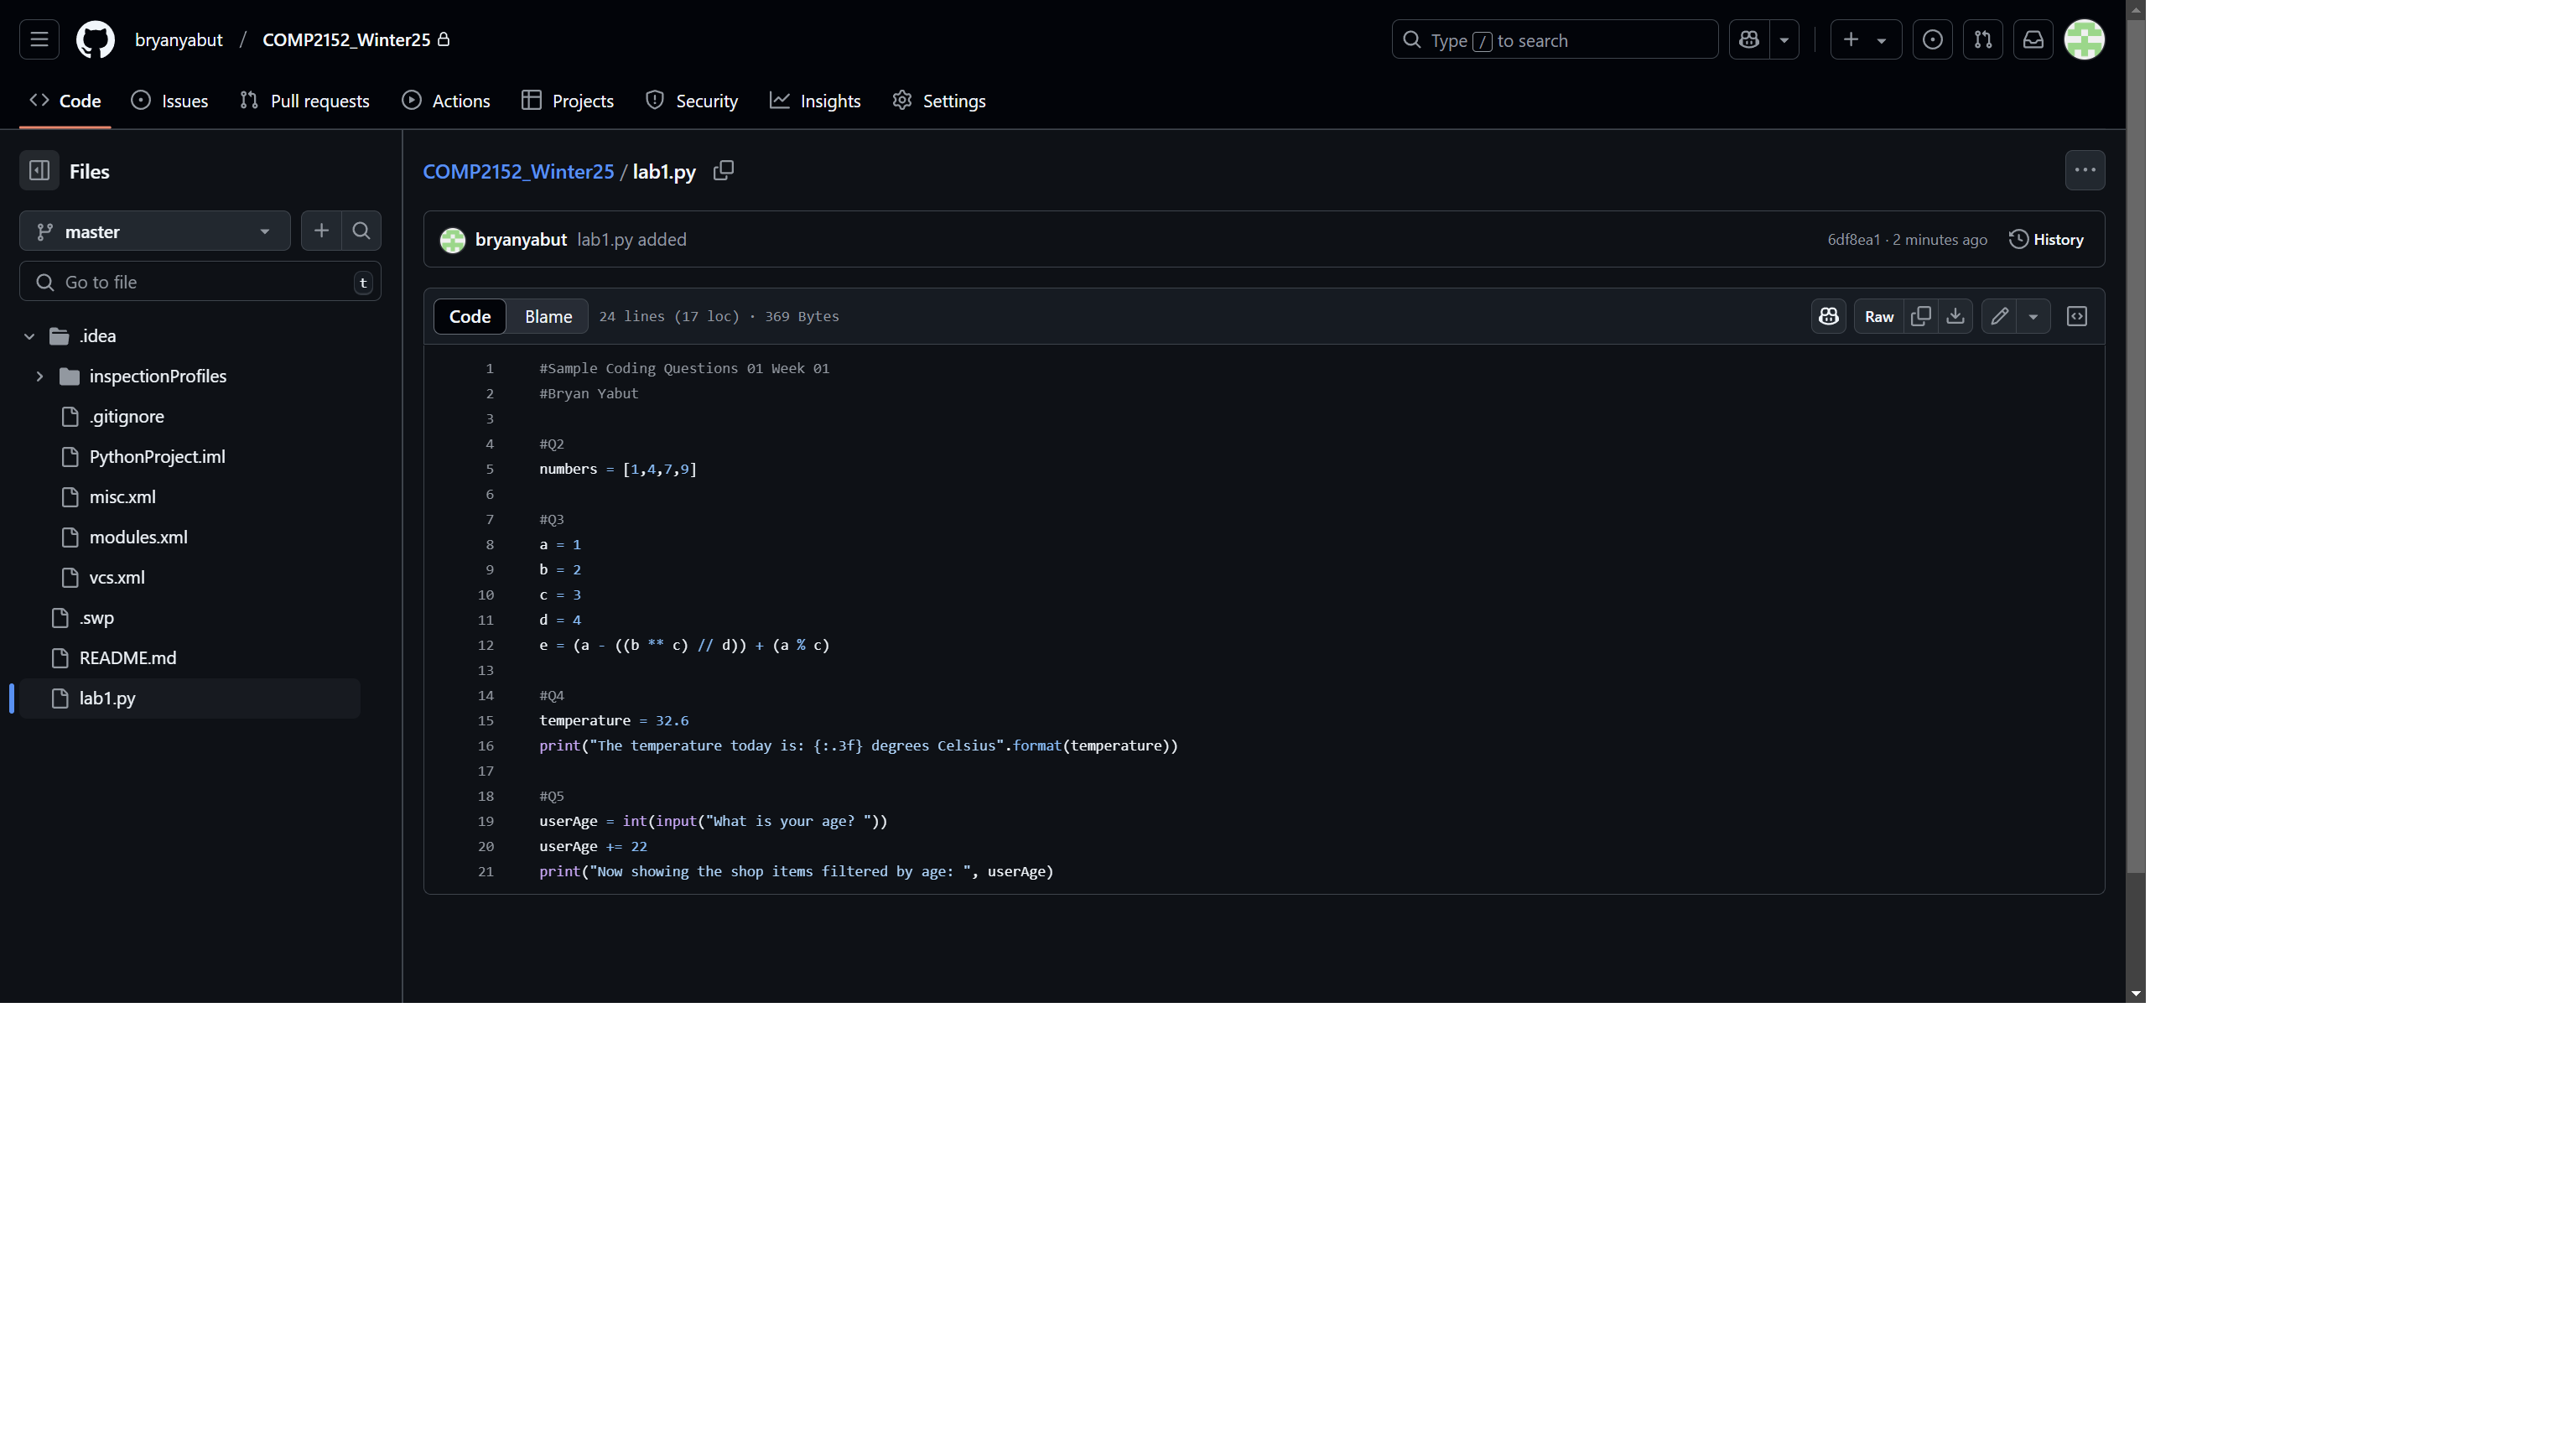 bryanyabut / COMP2152_Winter25
Type / to search
Code Issues Pull requests Actions Projects Security Insights Settings
Files
master
Go to file t
.idea
inspectionProfiles
.gitignore
PythonProject.iml
misc.xml
modules.xml
vcs.xml
.swp
README.md
lab1.py
COMP2152_Winter25 / lab1.py
bryanyabut lab1.py added 6df8ea1 · 2 minutes ago History
Code Blame 24 lines (17 loc) · 369 Bytes Raw
1 #Sample Coding Questions 01 Week 01
2 #Bryan Yabut
3
4 #Q2
5 numbers = [1,4,7,9]
6
7 #Q3
8 a = 1
9 b = 2
10 c = 3
11 d = 4
12 e = (a - ((b ** c) // d)) + (a % c)
13
14 #Q4
15 temperature = 32.6
16 print("The temperature today is: {:.3f} degrees Celsius".format(temperature))
17
18 #Q5
19 userAge = int(input("What is your age? "))
20 userAge += 22
21 print("Now showing the shop items filtered by age: ", userAge)